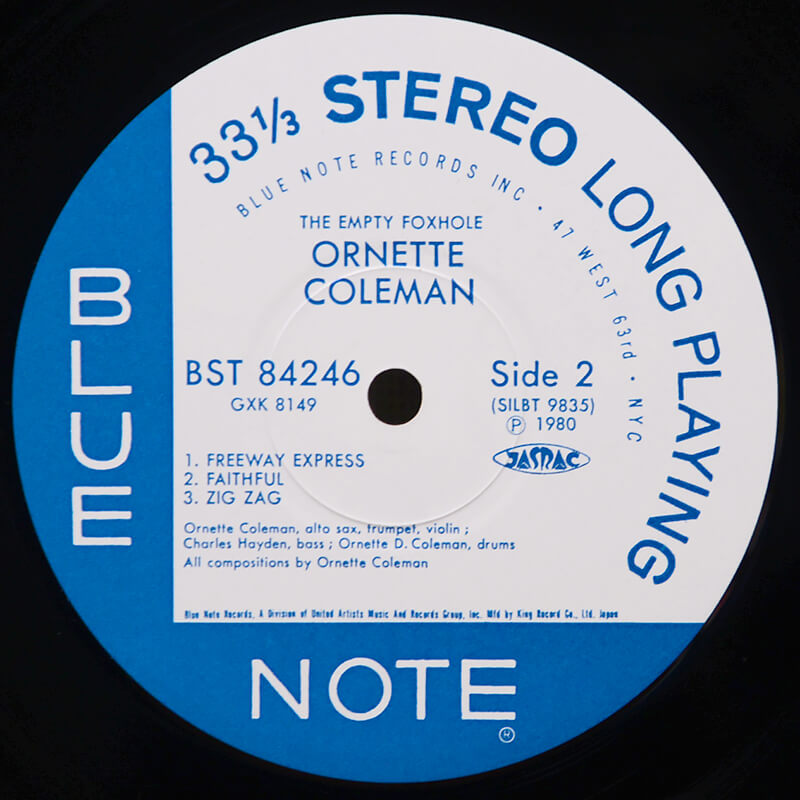 33⅓ STEREO LONG PLAYING
BLUE NOTE RECORDS INC • 47 WEST 63rd • NYC
THE EMPTY FOXHOLE
ORNETTE
COLEMAN
BST 84246
GXK 8149
Side 2
(SILBT 9835)
Ⓟ 1980
JASRAC
1. FREEWAY EXPRESS
2. FAITHFUL
3. ZIG ZAG
Ornette Coleman, alto sax, trumpet, violin ;
Charles Hayden, bass ; Ornette D. Coleman, drums
All compositions by Ornette Coleman
Blue Note Records, A Division of United Artists Music And Records Group, Inc. Mfd by King Record Co., Ltd. Japan
BLUE
NOTE
®